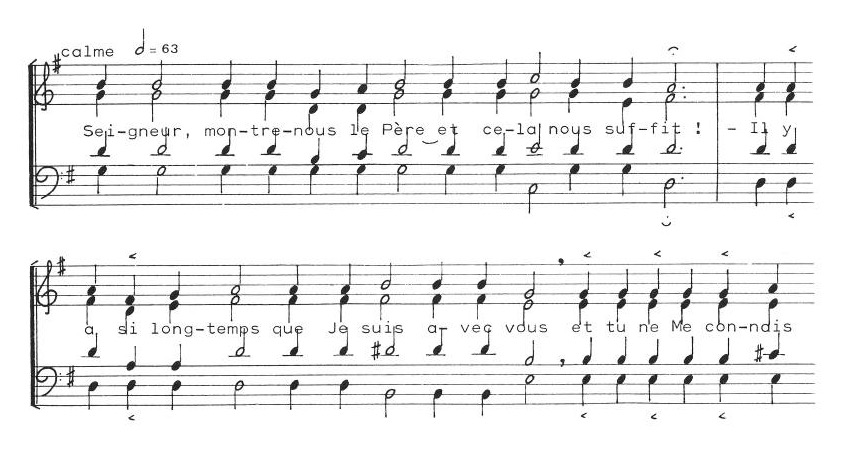 calme 𝅗𝅥 = 63
Sei-gneur, mon-tre-nous le Père et ce-la nous suf-fit ! - Il y
a si long-temps que Je suis a- vec vous et tu ne Me con-nais